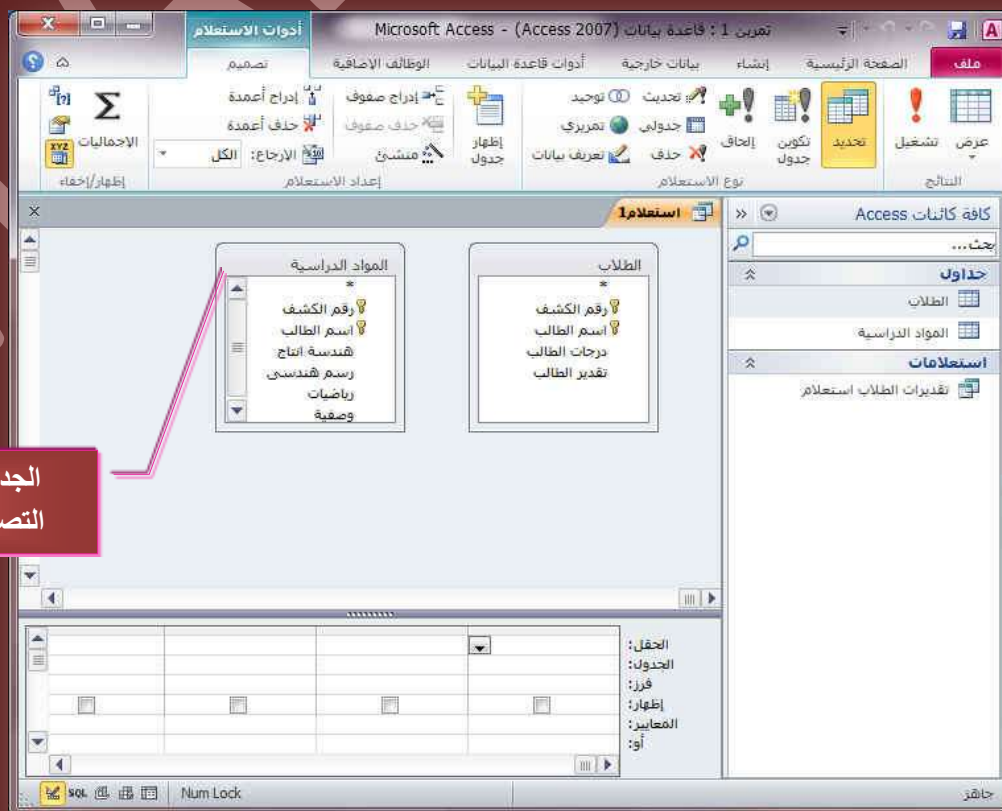 تمرين 1 : قاعدة بيانات (Access 2007) - Microsoft Access
أدوات الاستعلام
ملف الصفحة الرئيسية إنشاء بيانات خارجية أدوات قاعدة البيانات الوظائف الإضافية تصميم
عرض
تشغيل
النتائج
تحديد
تكوين جدول
إلحاق
تحديث
توحيد
جدولي
تمريري
حذف
تعريف بيانات
نوع الاستعلام
إظهار جدول
إدراج صفوف
حذف صفوف
منشئ
إدراج أعمدة
حذف أعمدة
الإرجاع: الكل
إعداد الاستعلام
الإجماليات
إظهار/إخفاء
كافة كائنات Access
بحث...
جداول
الطلاب
المواد الدراسية
استعلامات
تقديرات الطلاب استعلام
استعلام1
الطلاب
*
رقم الكشف
اسم الطالب
درجات الطالب
تقدير الطالب
المواد الدراسية
*
رقم الكشف
اسم الطالب
هندسة انتاج
رسم هندسى
رياضيات
وصفية
الحقل:
الجدول:
فرز:
إظهار:
المعايير:
أو:
جاهز
Num Lock
SQL